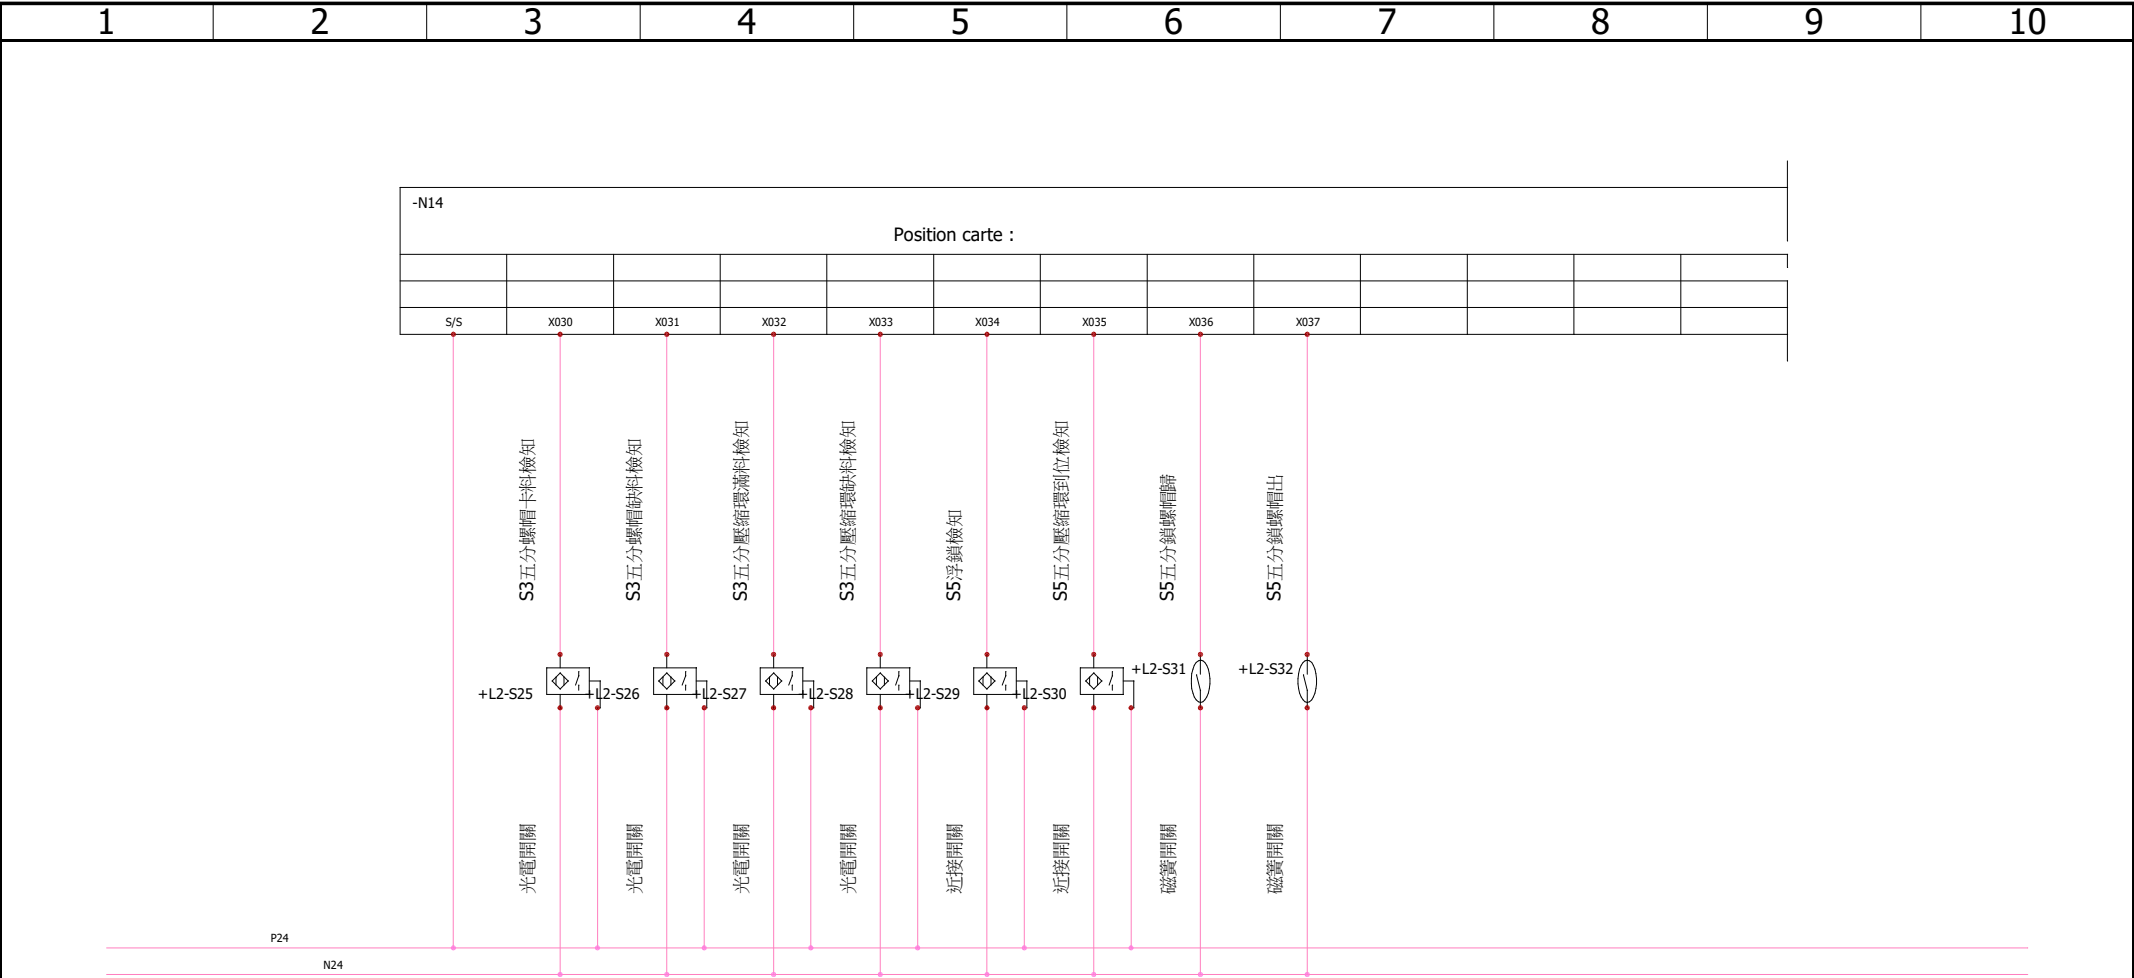 1 2 3 4 5 6 7 8 9 10
-N14
Position carte :
S/S X030 X031 X032 X033 X034 X035 X036 X037
S3五分螺帽卡料檢知
S3五分螺帽缺料檢知
S3五分壓縮環滿料檢知
S3五分壓縮環缺料檢知
S5浮鎖檢知
S5五分壓縮環到位檢知
S5五分鎖螺帽歸
S5五分鎖螺帽出
+L2-S25 +L2-S26 +L2-S27 +L2-S28 +L2-S29 +L2-S30 +L2-S31 +L2-S32
光電開關
光電開關
光電開關
光電開關
近接開關
近接開關
磁簧開關
磁簧開關
P24
N24